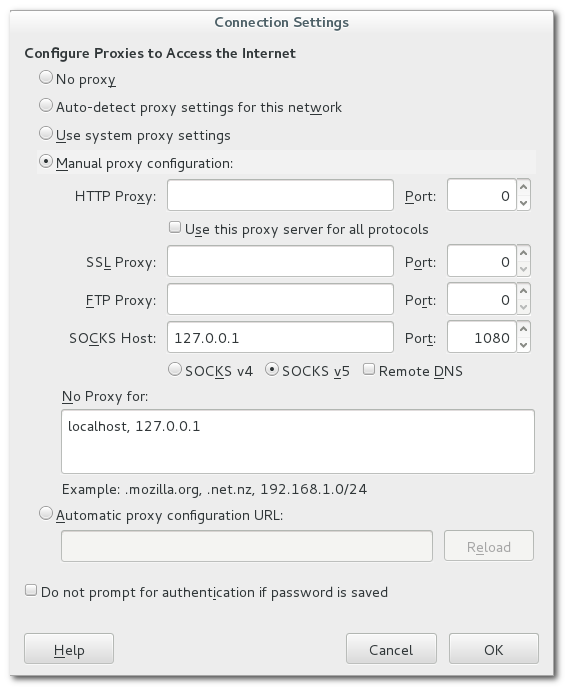 Connection Settings
Configure Proxies to Access the Internet
No proxy
Auto-detect proxy settings for this network
Use system proxy settings
Manual proxy configuration:
HTTP Proxy: Port: 0
Use this proxy server for all protocols
SSL Proxy: Port: 0
FTP Proxy: Port: 0
SOCKS Host: 127.0.0.1 Port: 1080
SOCKS v4 SOCKS v5 Remote DNS
No Proxy for:
localhost, 127.0.0.1
Example: .mozilla.org, .net.nz, 192.168.1.0/24
Automatic proxy configuration URL:
Reload
Do not prompt for authentication if password is saved
Help Cancel OK